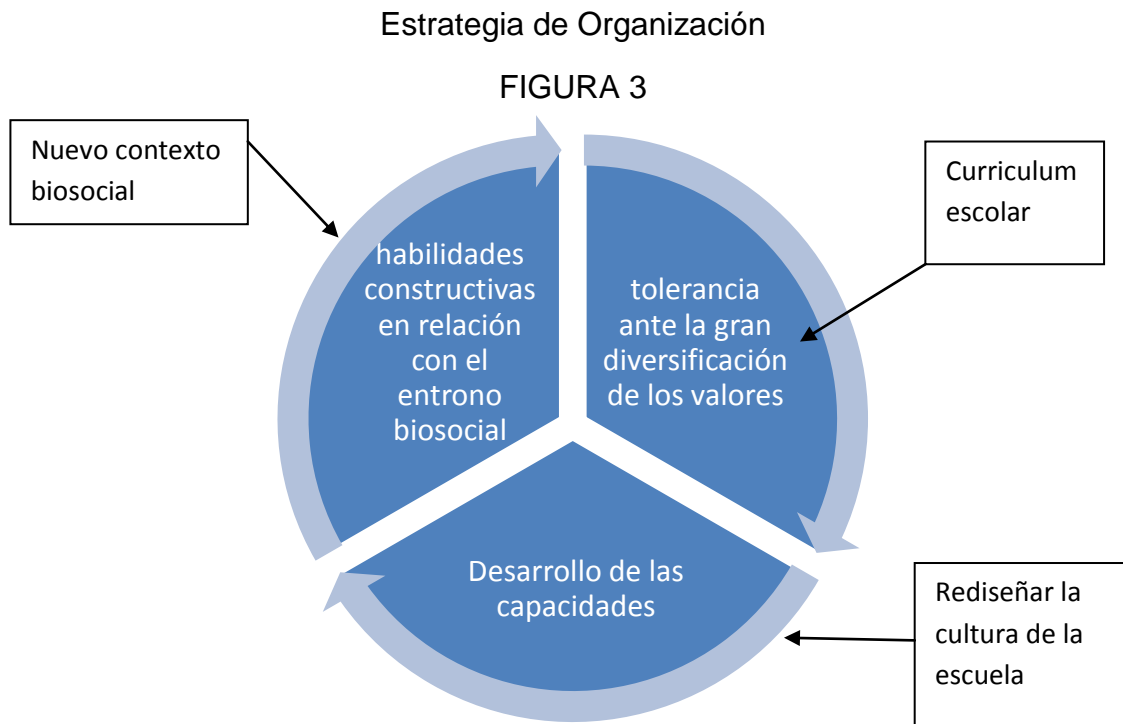 Estrategia de Organización
FIGURA 3
Nuevo contexto
biosocial
Curriculum
escolar
habilidades
constructivas
en relación
con el
entrono
biosocial
tolerancia
ante la gran
diversificación
de los valores
Desarrollo de las
capacidades
Rediseñar la
cultura de la
escuela